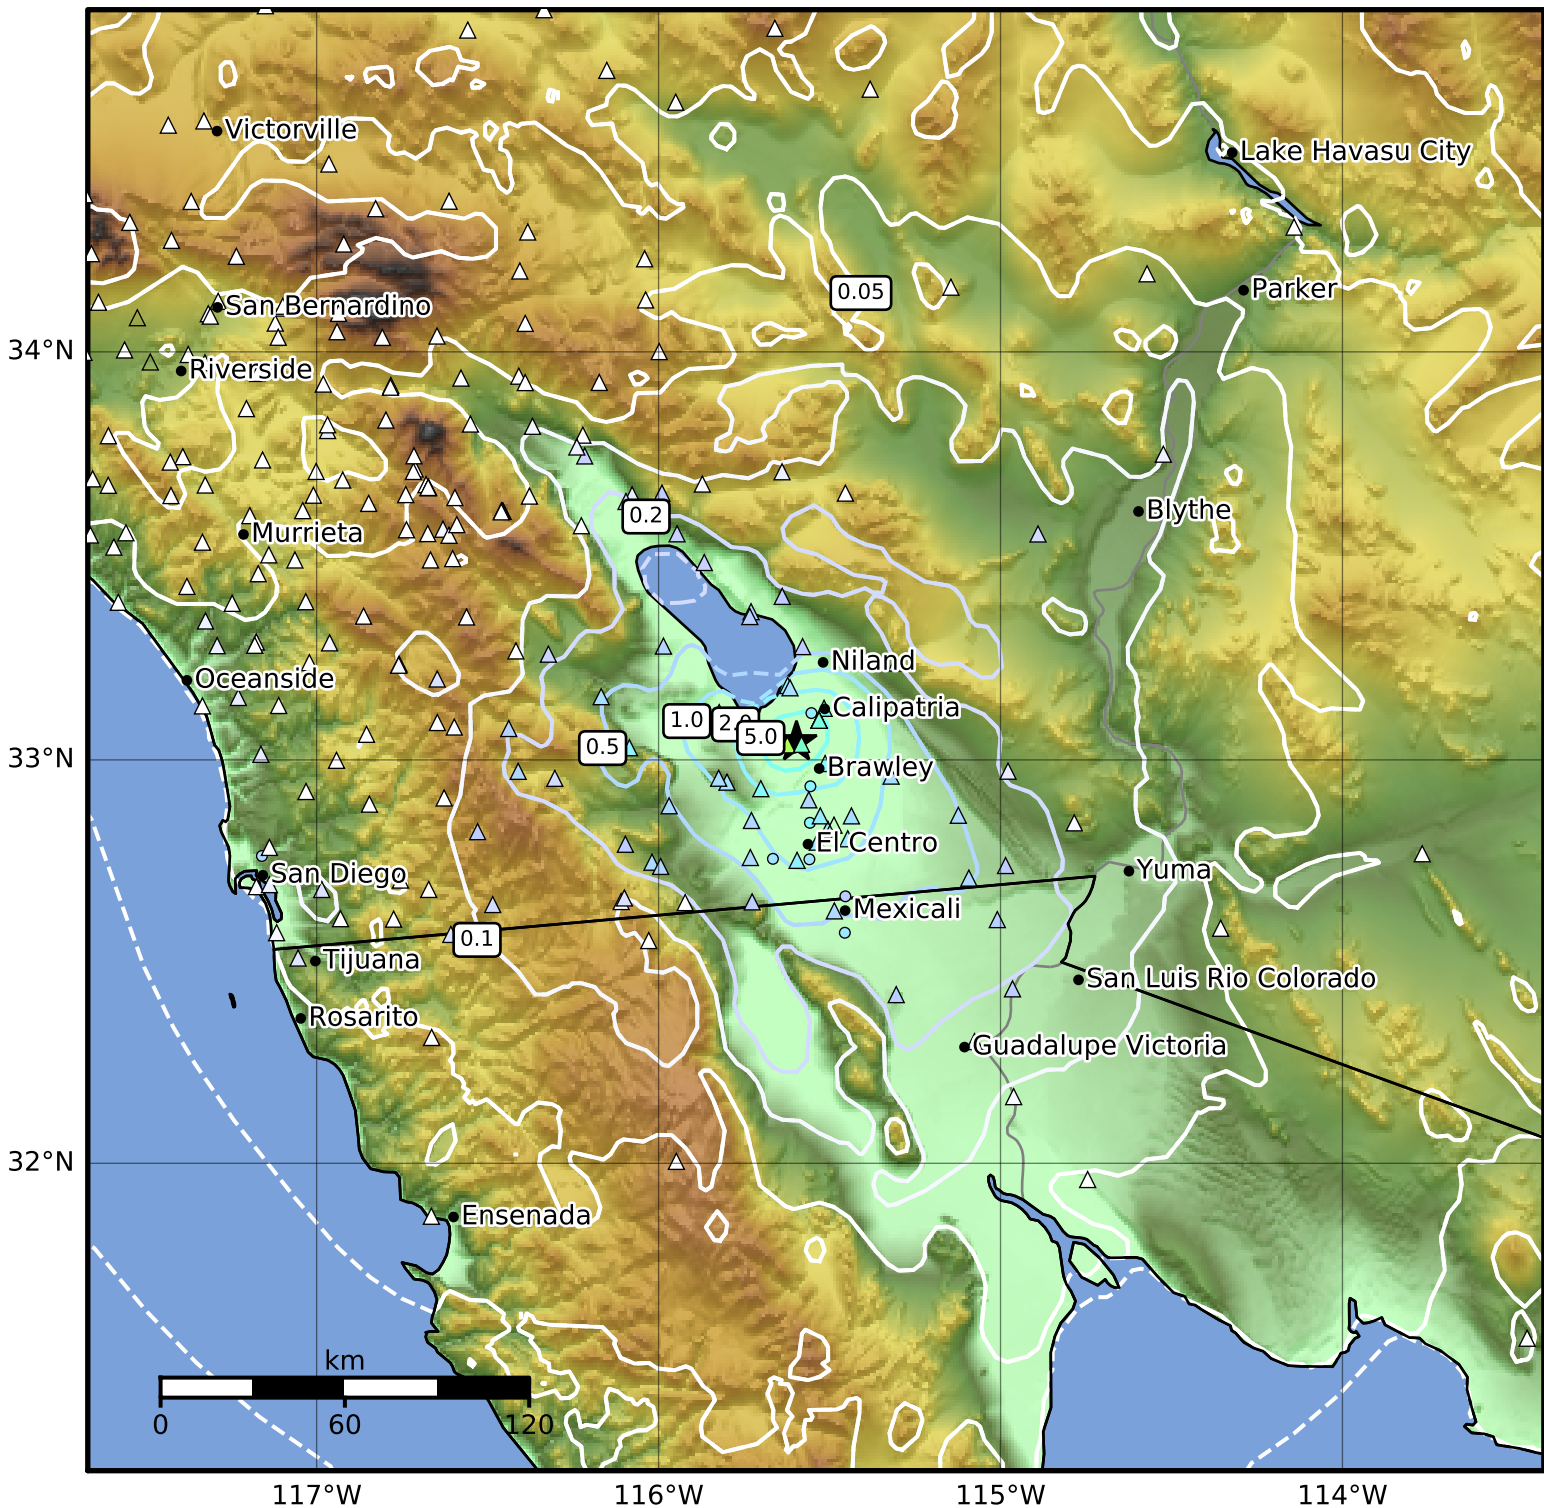 Victorville
Lake Havasu City
Parker
0.05
San Bernardino
34°N
Riverside
Blythe
0.2
Murrieta
Niland
Oceanside
Calipatria
1.0
5.0
0.5
33°N
Brawley
El Centro
San Diego
Yuma
Mexicali
0.1
Tijuana
San Luis Rio Colorado
Rosarito
Guadalupe Victoria
32°N
Ensenada
km
0 60 120
117°W 116°W 115°W 114°W